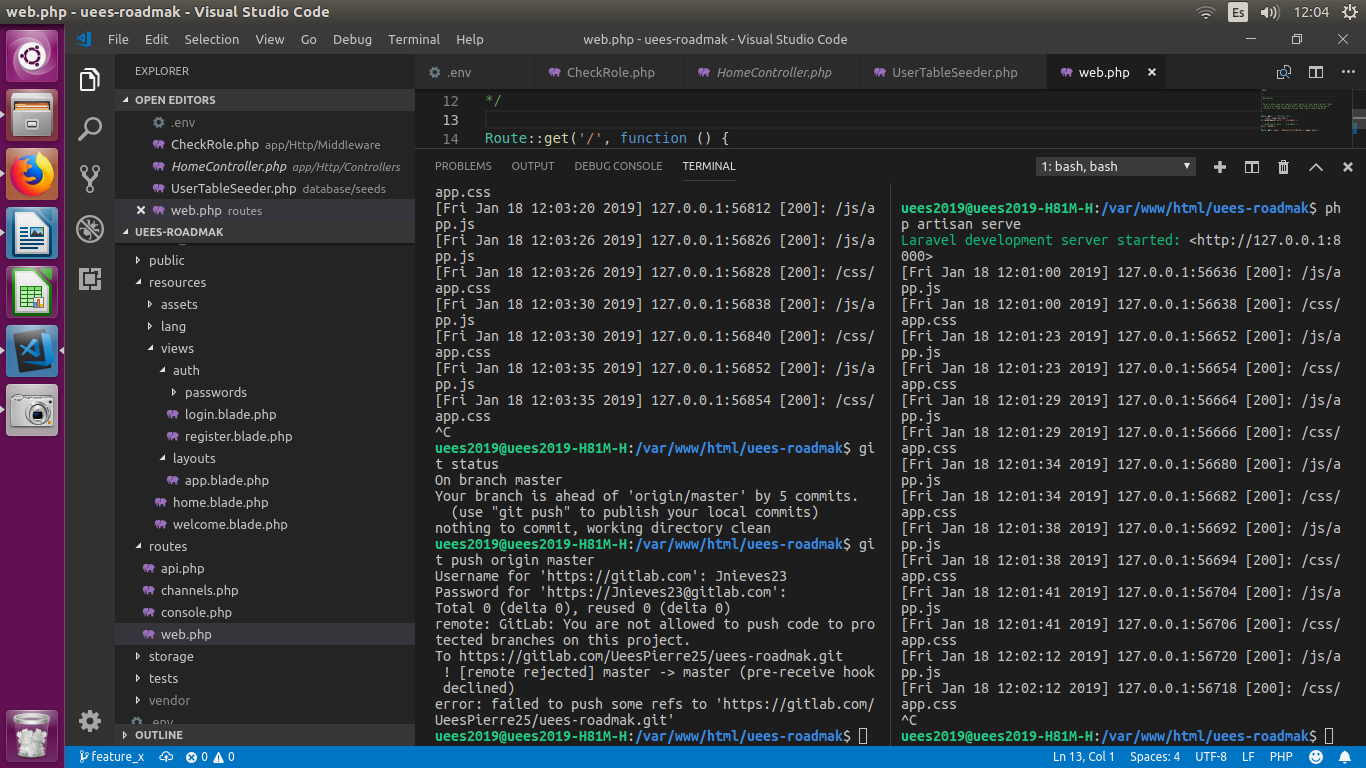 web.php - uees-roadmak - Visual Studio Code
Es
12:04
File Edit Selection View Go Debug Terminal Help
web.php - uees-roadmak - Visual Studio Code
EXPLORER
OPEN EDITORS
.env
CheckRole.php app/Http/Middleware
HomeController.php app/Http/Controllers
UserTableSeeder.php database/seeds
web.php routes
UEES-ROADMAK
public
resources
assets
lang
views
auth
passwords
login.blade.php
register.blade.php
layouts
app.blade.php
home.blade.php
welcome.blade.php
routes
api.php
channels.php
console.php
web.php
storage
tests
vendor
.env
OUTLINE
.env CheckRole.php HomeController.php UserTableSeeder.php web.php
12 */
13
14 Route::get('/', function () {
PROBLEMS OUTPUT DEBUG CONSOLE TERMINAL
1: bash, bash
app.css
[Fri Jan 18 12:03:20 2019] 127.0.0.1:56812 [200]: /js/a
pp.js
[Fri Jan 18 12:03:26 2019] 127.0.0.1:56826 [200]: /js/a
pp.js
[Fri Jan 18 12:03:26 2019] 127.0.0.1:56828 [200]: /css/
app.css
[Fri Jan 18 12:03:30 2019] 127.0.0.1:56838 [200]: /js/a
pp.js
[Fri Jan 18 12:03:30 2019] 127.0.0.1:56840 [200]: /css/
app.css
[Fri Jan 18 12:03:35 2019] 127.0.0.1:56852 [200]: /js/a
pp.js
[Fri Jan 18 12:03:35 2019] 127.0.0.1:56854 [200]: /css/
app.css
^C
uees2019@uees2019-H81M-H:/var/www/html/uees-roadmak$ gi
t status
On branch master
Your branch is ahead of 'origin/master' by 5 commits.
(use "git push" to publish your local commits)
nothing to commit, working directory clean
uees2019@uees2019-H81M-H:/var/www/html/uees-roadmak$ gi
t push origin master
Username for 'https://gitlab.com': Jnieves23
Password for 'https://Jnieves23@gitlab.com':
Total 0 (delta 0), reused 0 (delta 0)
remote: GitLab: You are not allowed to push code to pro
tected branches on this project.
To https://gitlab.com/UeesPierre25/uees-roadmak.git
! [remote rejected] master -> master (pre-receive hook
declined)
error: failed to push some refs to 'https://gitlab.com/
UeesPierre25/uees-roadmak.git'
uees2019@uees2019-H81M-H:/var/www/html/uees-roadmak$
uees2019@uees2019-H81M-H:/var/www/html/uees-roadmak$ ph
p artisan serve
Laravel development server started: <http://127.0.0.1:8
000>
[Fri Jan 18 12:01:00 2019] 127.0.0.1:56636 [200]: /js/a
pp.js
[Fri Jan 18 12:01:00 2019] 127.0.0.1:56638 [200]: /css/
app.css
[Fri Jan 18 12:01:23 2019] 127.0.0.1:56652 [200]: /js/a
pp.js
[Fri Jan 18 12:01:23 2019] 127.0.0.1:56654 [200]: /css/
app.css
[Fri Jan 18 12:01:29 2019] 127.0.0.1:56664 [200]: /js/a
pp.js
[Fri Jan 18 12:01:29 2019] 127.0.0.1:56666 [200]: /css/
app.css
[Fri Jan 18 12:01:34 2019] 127.0.0.1:56680 [200]: /js/a
pp.js
[Fri Jan 18 12:01:34 2019] 127.0.0.1:56682 [200]: /css/
app.css
[Fri Jan 18 12:01:38 2019] 127.0.0.1:56692 [200]: /js/a
pp.js
[Fri Jan 18 12:01:38 2019] 127.0.0.1:56694 [200]: /css/
app.css
[Fri Jan 18 12:01:41 2019] 127.0.0.1:56704 [200]: /js/a
pp.js
[Fri Jan 18 12:01:41 2019] 127.0.0.1:56706 [200]: /css/
app.css
[Fri Jan 18 12:02:12 2019] 127.0.0.1:56720 [200]: /js/a
pp.js
[Fri Jan 18 12:02:12 2019] 127.0.0.1:56718 [200]: /css/
app.css
^C
uees2019@uees2019-H81M-H:/var/www/html/uees-roadmak$
feature_x 0 0
Ln 13, Col 1 Spaces: 4 UTF-8 LF PHP